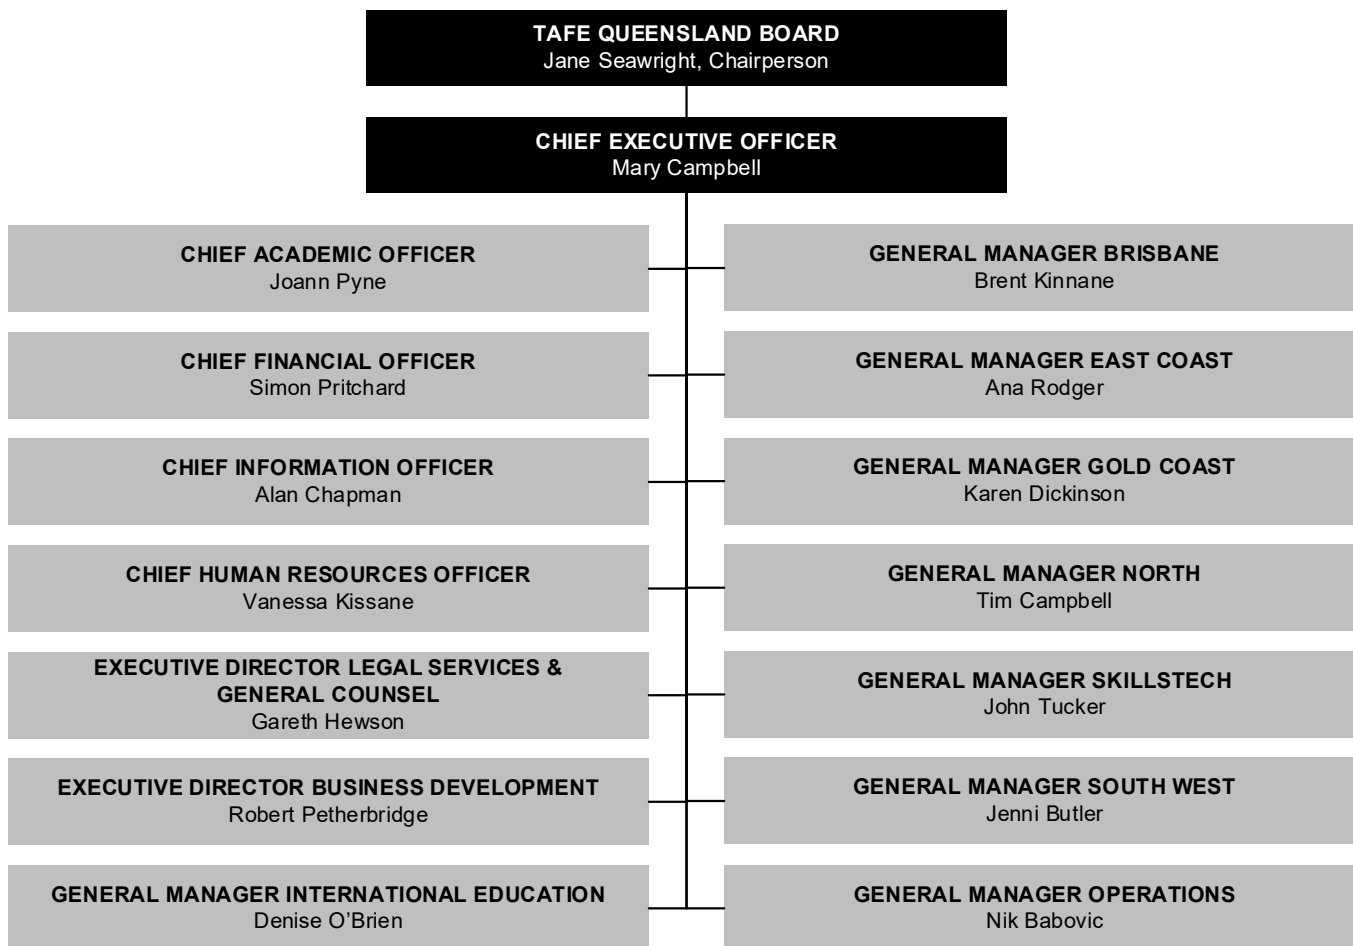 TAFE QUEENSLAND BOARD
Jane Seawright, Chairperson
CHIEF EXECUTIVE OFFICER
Mary Campbell
CHIEF ACADEMIC OFFICER
Joann Pyne
CHIEF FINANCIAL OFFICER
Simon Pritchard
CHIEF INFORMATION OFFICER
Alan Chapman
CHIEF HUMAN RESOURCES OFFICER
Vanessa Kissane
EXECUTIVE DIRECTOR LEGAL SERVICES &
GENERAL COUNSEL
Gareth Hewson
EXECUTIVE DIRECTOR BUSINESS DEVELOPMENT
Robert Petherbridge
GENERAL MANAGER INTERNATIONAL EDUCATION
Denise O’Brien
GENERAL MANAGER BRISBANE
Brent Kinnane
GENERAL MANAGER EAST COAST
Ana Rodger
GENERAL MANAGER GOLD COAST
Karen Dickinson
GENERAL MANAGER NORTH
Tim Campbell
GENERAL MANAGER SKILLSTECH
John Tucker
GENERAL MANAGER SOUTH WEST
Jenni Butler
GENERAL MANAGER OPERATIONS
Nik Babovic